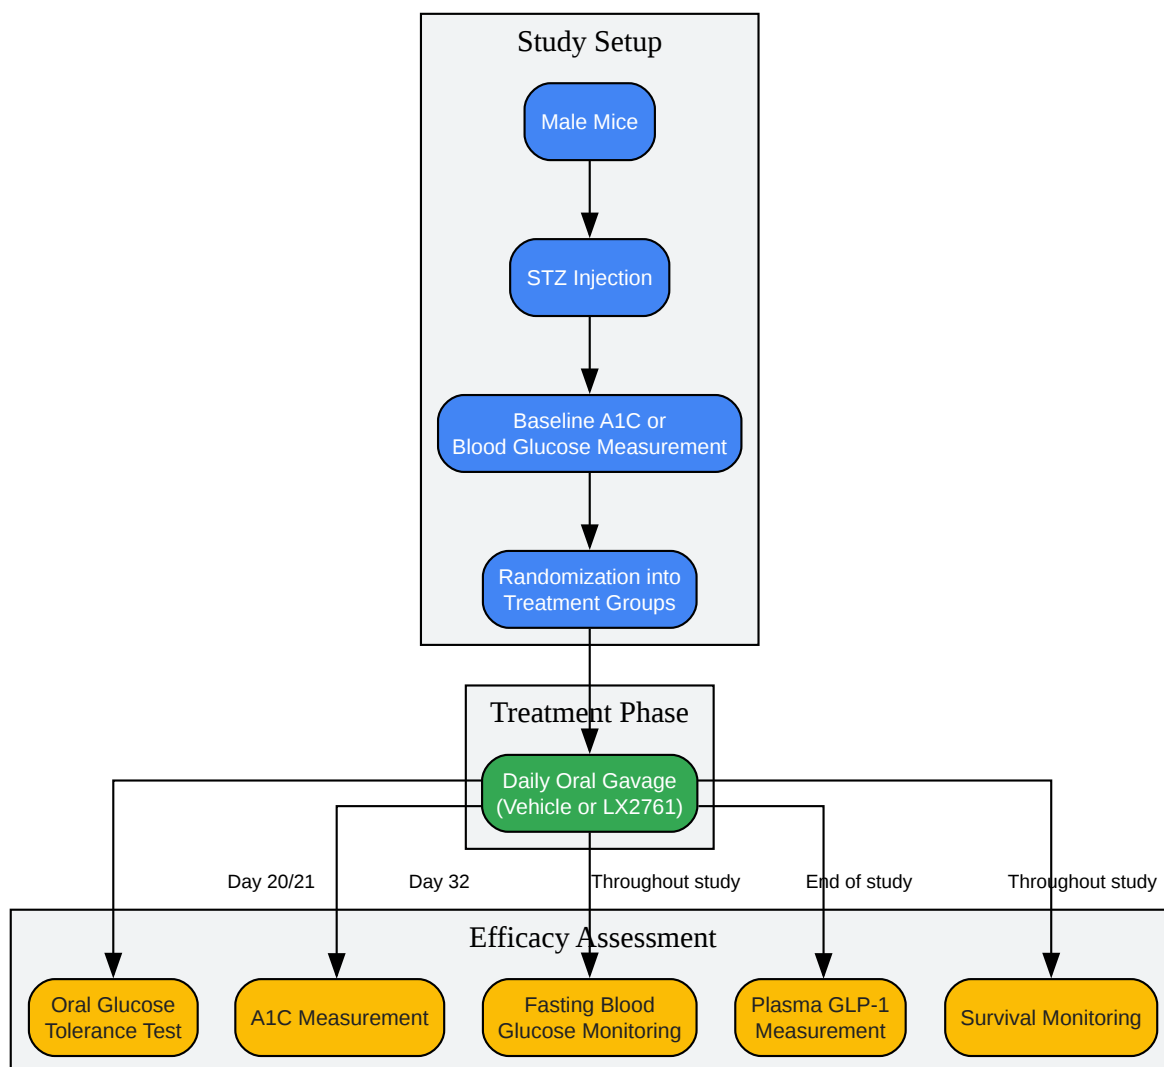 Study Setup
Male Mice
STZ Injection
Baseline A1C or
Blood Glucose Measurement
Randomization into
Treatment Groups
Treatment Phase
Daily Oral Gavage
(Vehicle or LX2761)
Day 20/21
Day 32
Throughout study
End of study
Throughout study
Efficacy Assessment
Oral Glucose
Tolerance Test
A1C Measurement
Fasting Blood
Glucose Monitoring
Plasma GLP-1
Measurement
Survival Monitoring